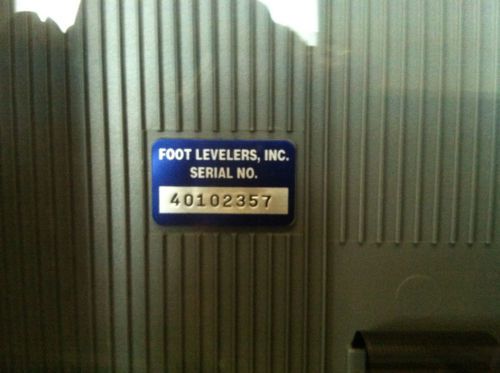 FOOT LEVELERS, INC.
SERIAL NO.
40102357